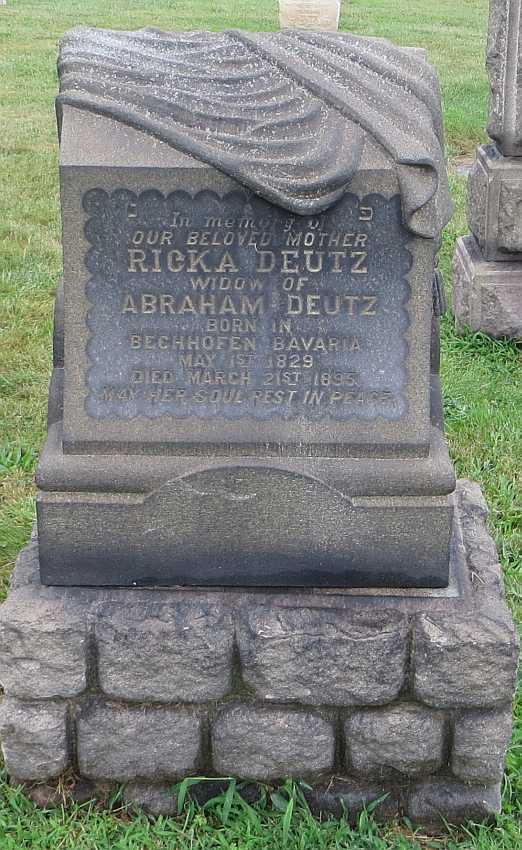 נ פ
In memory of
OUR BELOVED MOTHER
RICKA DEUTZ
WIDOW OF
ABRAHAM DEUTZ
BORN IN
BECHHOFEN BAVARIA
MAY 1ST 1829
DIED MARCH 21ST 1895.
MAY HER SOUL REST IN PEACE.